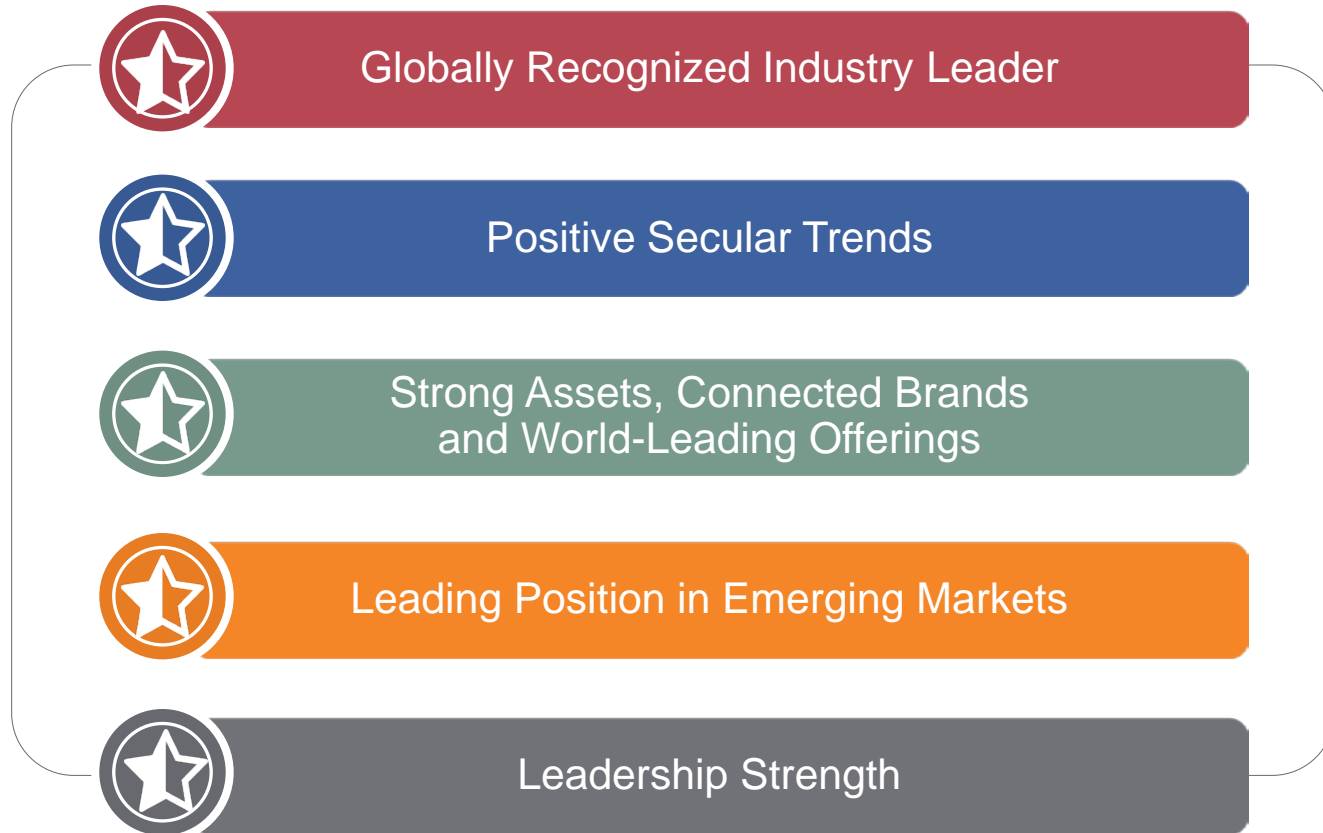 Globally Recognized Industry Leader
Positive Secular Trends
Strong Assets, Connected Brands
and World-Leading Offerings
Leading Position in Emerging Markets
Leadership Strength